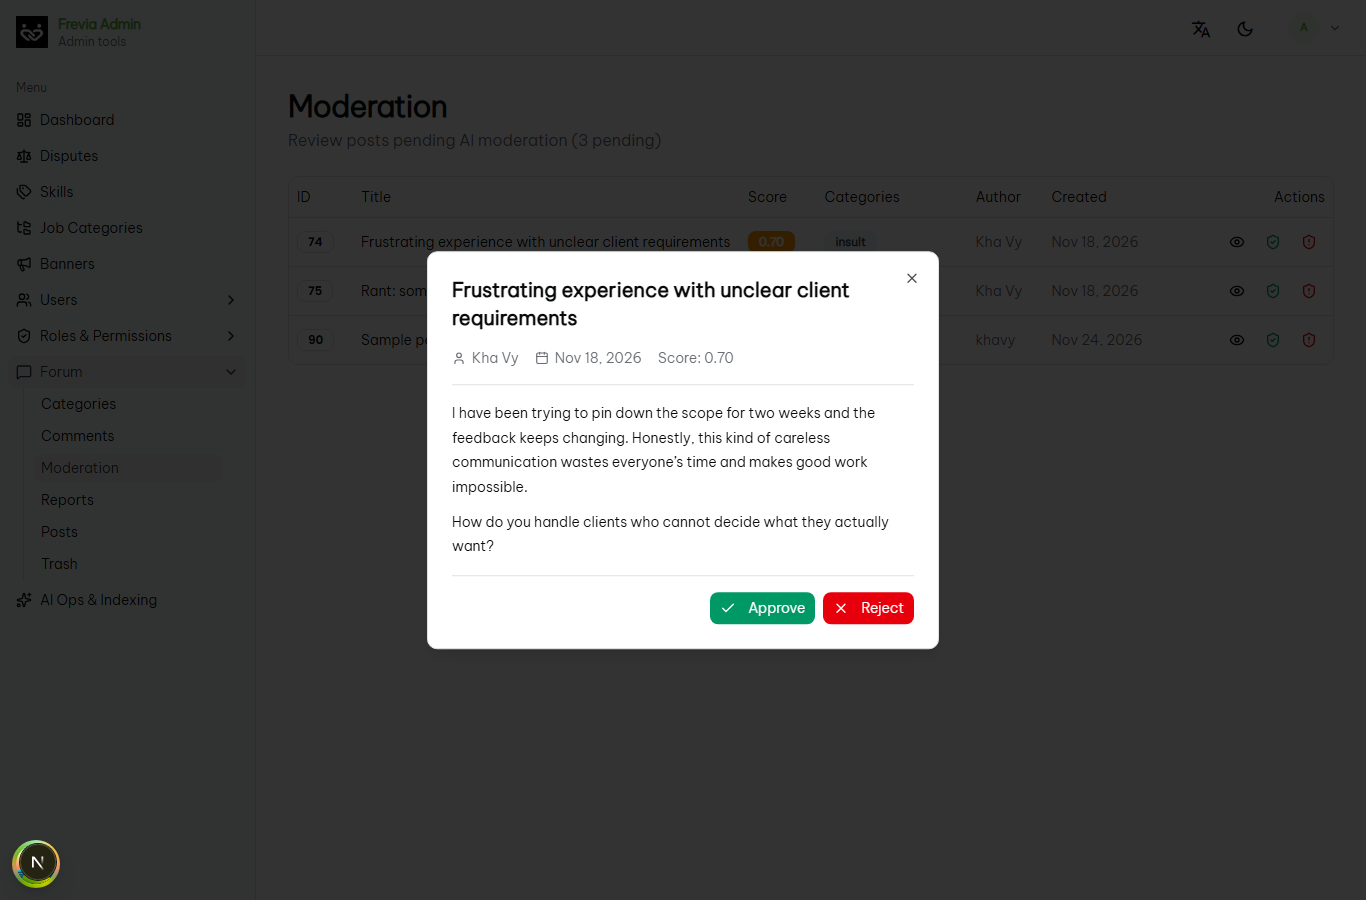 Frevia Admin
Admin tools
A
Menu
Dashboard
Disputes
Skills
Job Categories
Banners
Users
Roles & Permissions
Forum
Categories
Comments
Moderation
Reports
Posts
Trash
AI Ops & Indexing
N
Moderation
Review posts pending AI moderation (3 pending)
ID Title Score Categories Author Created Actions
74 Frustrating experience with unclear client requirements 0.70 insult Kha Vy Nov 18, 2026
75 Rant: som Kha Vy Nov 18, 2026
90 Sample khavy Nov 24, 2026
Frustrating experience with unclear client
requirements
Kha Vy Nov 18, 2026 Score: 0.70
I have been trying to pin down the scope for two weeks and the
feedback keeps changing. Honestly, this kind of careless
communication wastes everyone’s time and makes good work
impossible.
How do you handle clients who cannot decide what they actually
want?
Approve Reject